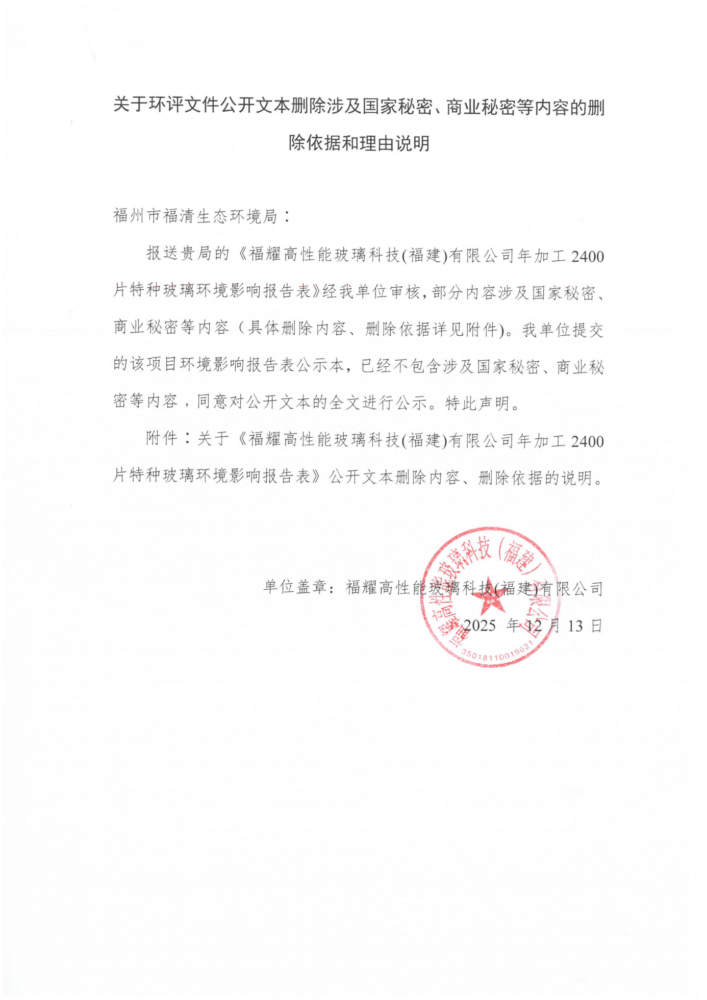 关于环评文件公开文本删除涉及国家秘密、商业秘密等内容的删
除依据和理由说明
福州市福清生态环境局：
报送贵局的《福耀高性能玻璃科技(福建)有限公司年加工2400
片特种玻璃环境影响报告表》经我单位审核，部分内容涉及国家秘密、
商业秘密等内容（具体删除内容、删除依据详见附件)。我单位提交
的该项目环境影响报告表公示本，已经不包含涉及国家秘密、商业秘
密等内容，同意对公开文本的全文进行公示。特此声明。
附件：关于《福耀高性能玻璃科技(福建)有限公司年加工2400
片特种玻璃环境影响报告表》公开文本删除内容、删除依据的说明。
福耀高性能玻璃科技（福建）有限公司
单位盖章：福耀高性能玻璃科技(福建)有限公司
2025 年 12 月 13 日
35018110019621